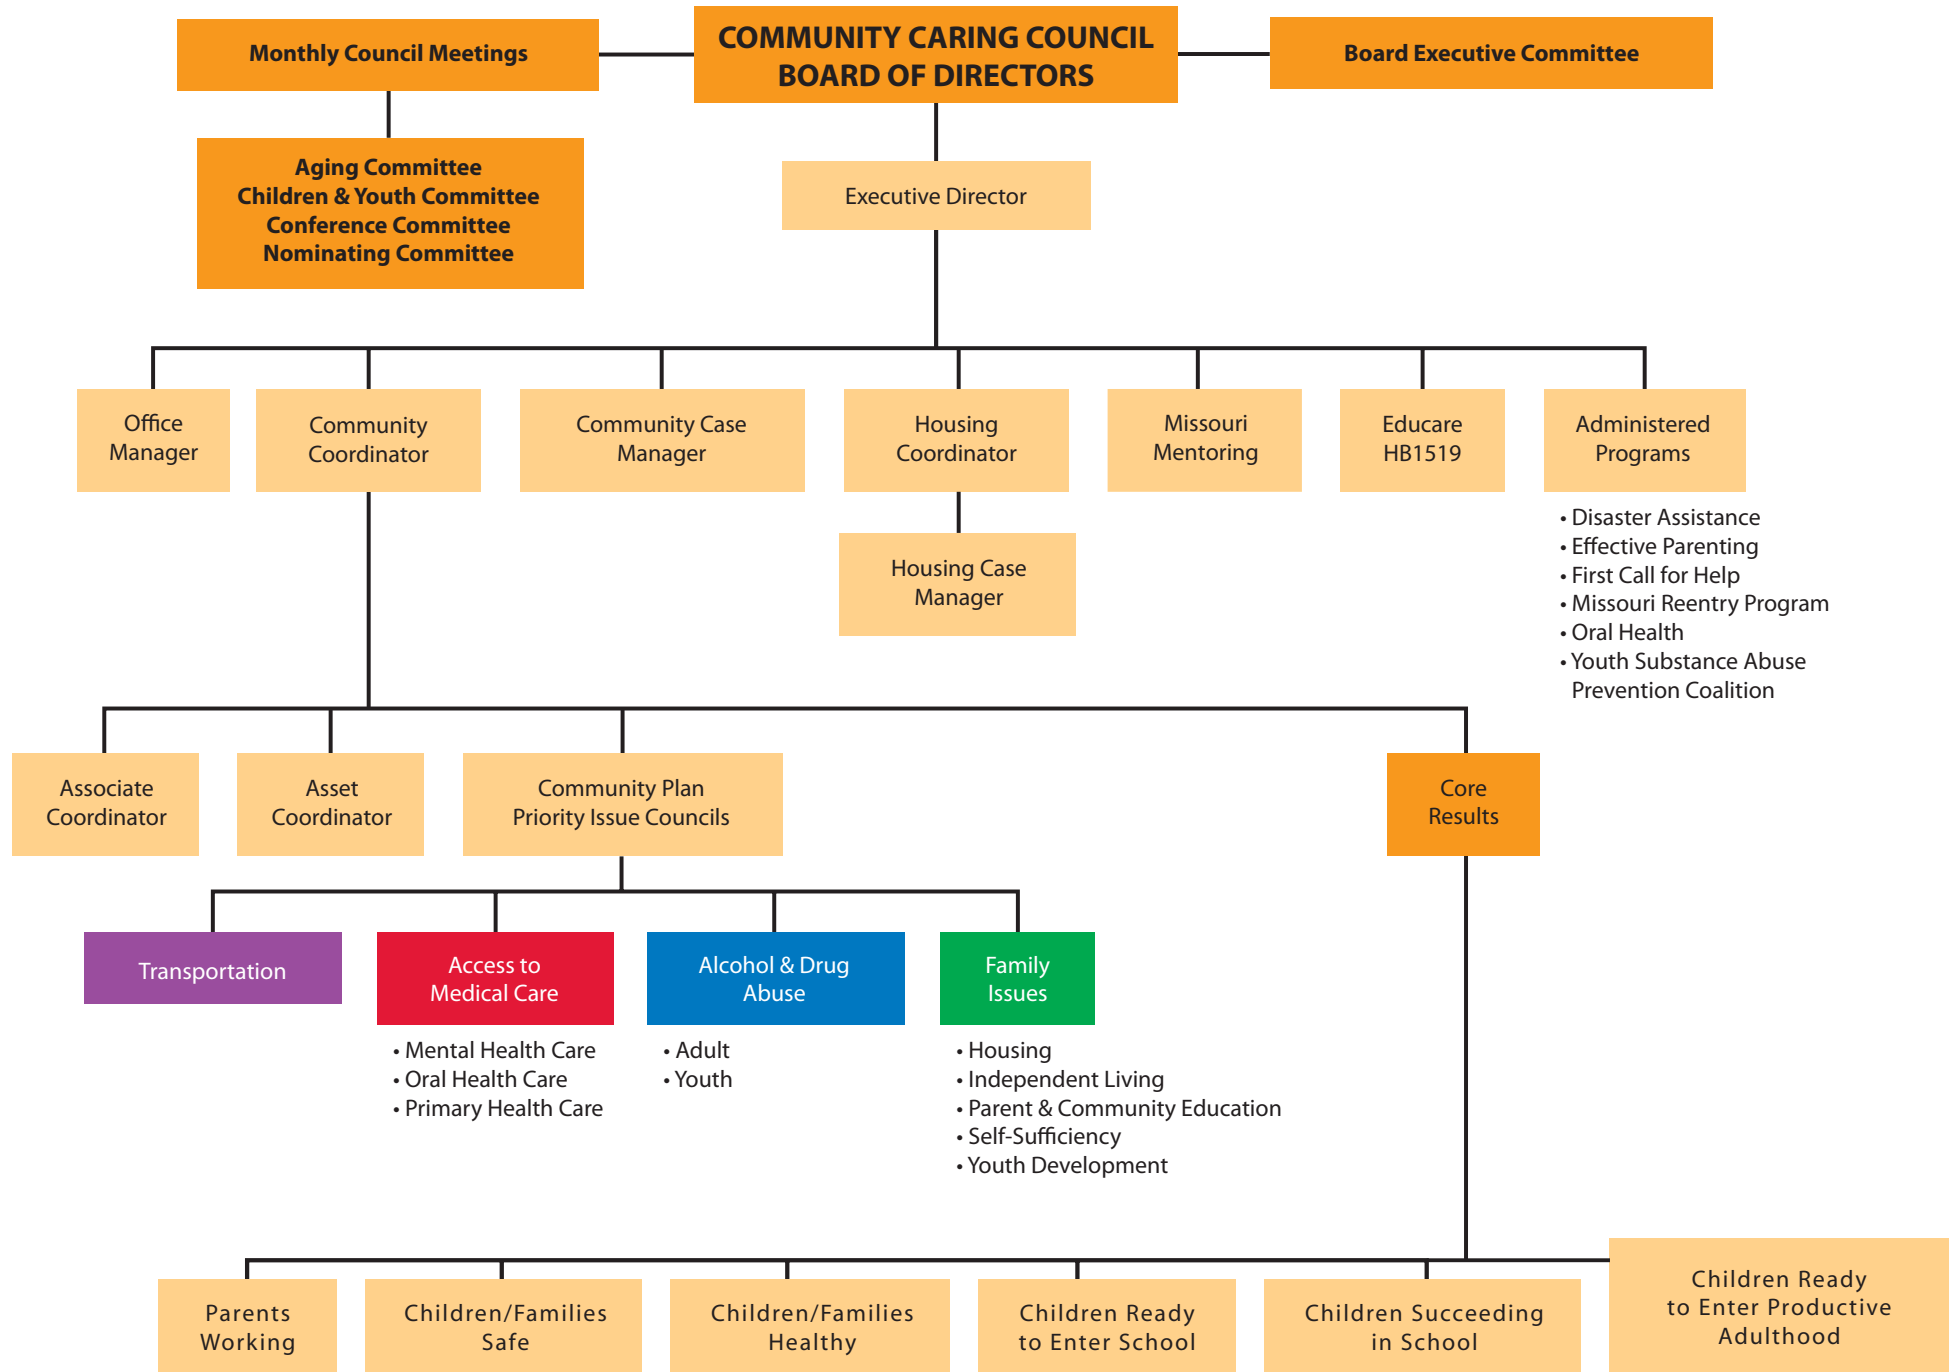 Monthly Council Meetings
COMMUNITY CARING COUNCIL
BOARD OF DIRECTORS
Board Executive Committee
Aging Committee
Children & Youth Committee
Conference Committee
Nominating Committee
Executive Director
Office
Manager
Community
Coordinator
Community Case
Manager
Housing
Coordinator
Missouri
Mentoring
Educare
HB1519
Administered
Programs
• Disaster Assistance
• Effective Parenting
• First Call for Help
• Missouri Reentry Program
• Oral Health
• Youth Substance Abuse
Prevention Coalition
Housing Case
Manager
Associate
Coordinator
Asset
Coordinator
Community Plan
Priority Issue Councils
Core
Results
Transportation
Access to
Medical Care
• Mental Health Care
• Oral Health Care
• Primary Health Care
Alcohol & Drug
Abuse
• Adult
• Youth
Family
Issues
• Housing
• Independent Living
• Parent & Community Education
• Self-Sufficiency
• Youth Development
Parents
Working
Children/Families
Safe
Children/Families
Healthy
Children Ready
to Enter School
Children Succeeding
in School
Children Ready
to Enter Productive
Adulthood